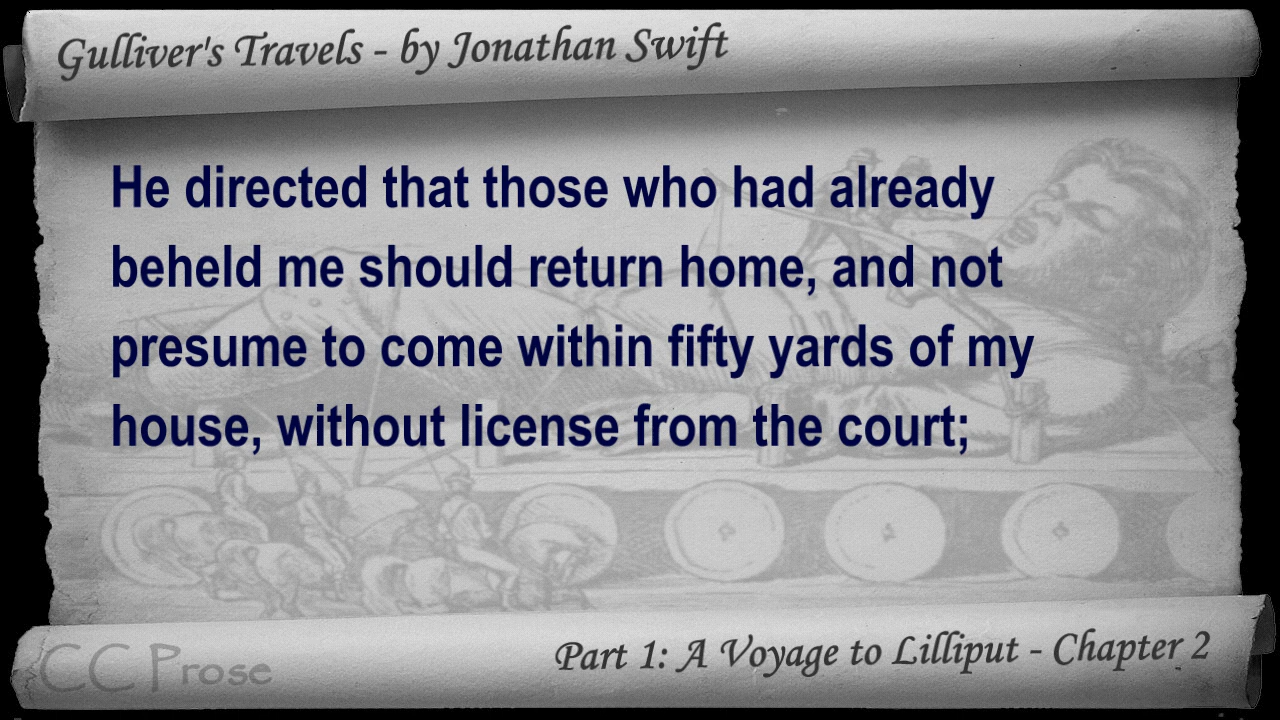 Gulliver's Travels - by Jonathan Swift
He directed that those who had already
beheld me should return home, and not
presume to come within fifty yards of my
house, without license from the court;
CC Prose
Part 1: A Voyage to Lilliput - Chapter 2